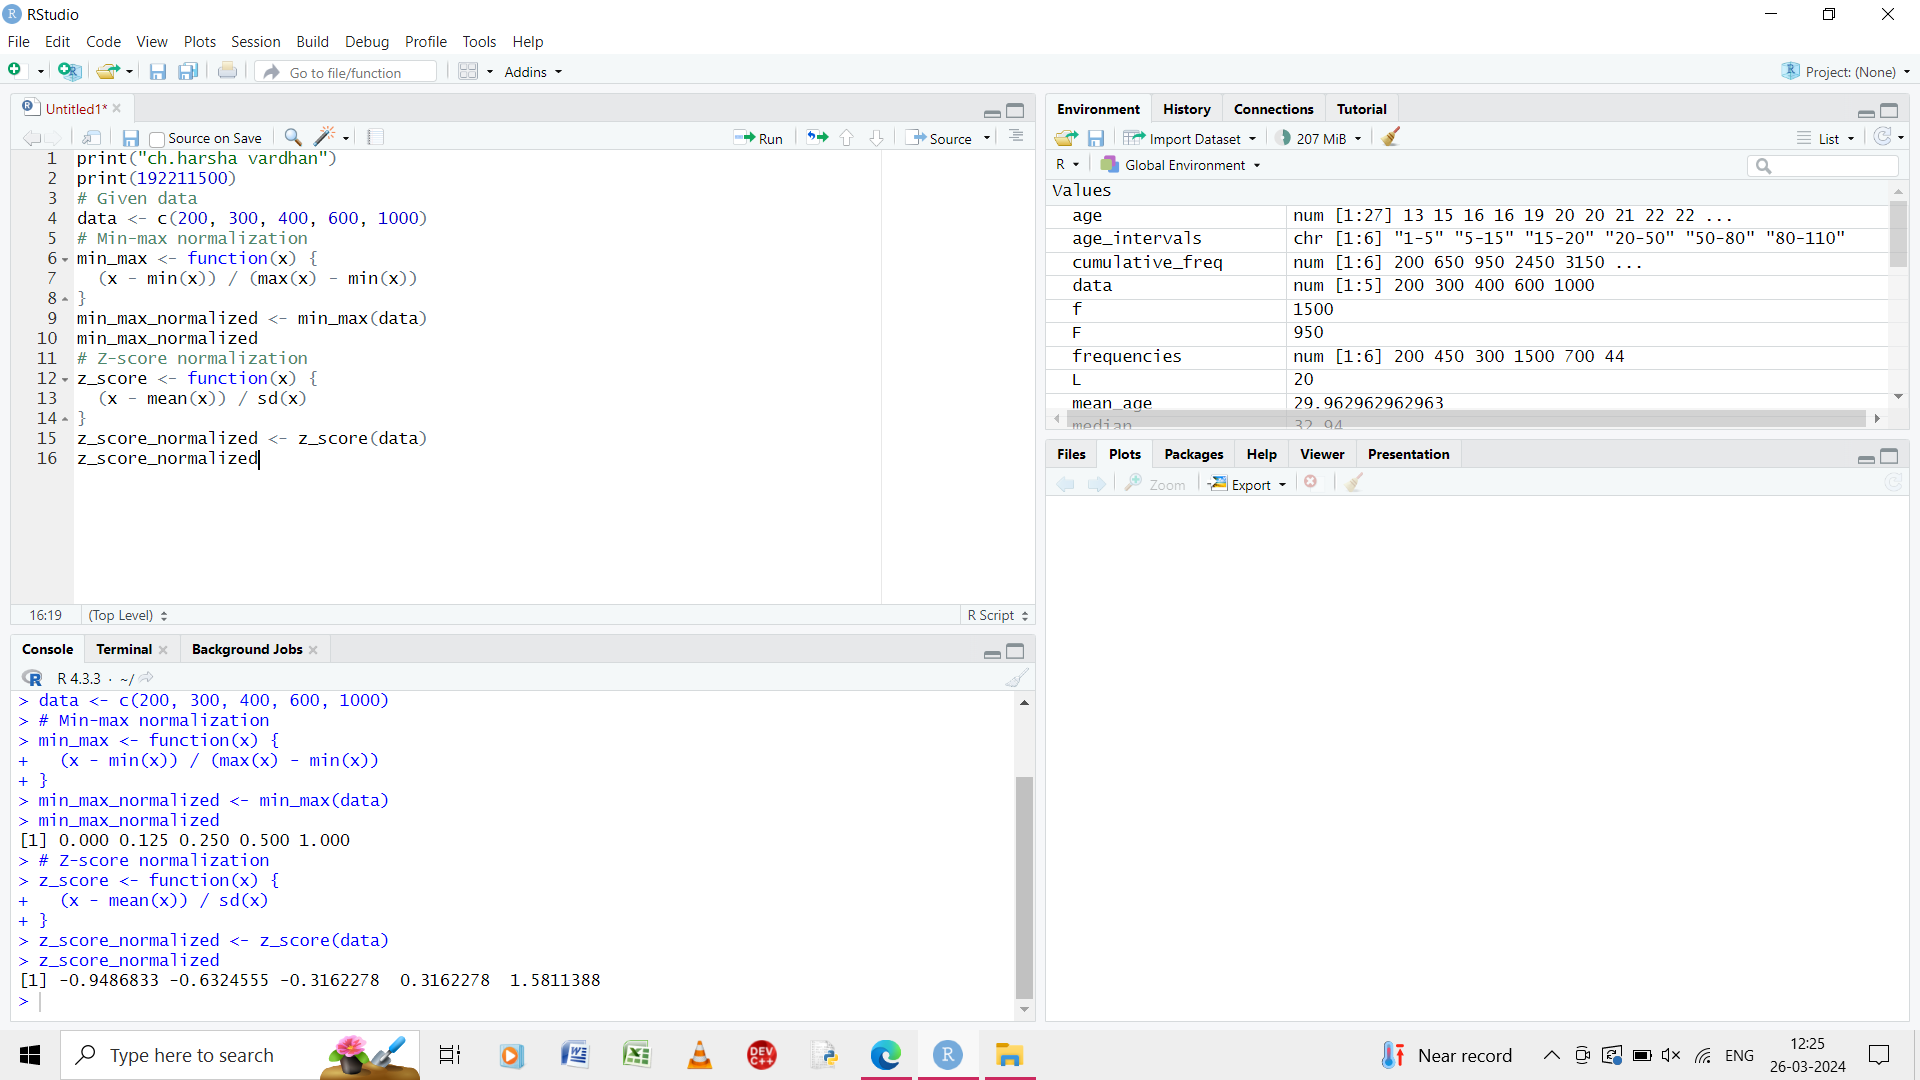 RStudio
File Edit Code View Plots Session Build Debug Profile Tools Help
Go to file/function Addins Project: (None)
Untitled1*
Source on Save Run Source
1 print("ch.harsha vardhan")
2 print(192211500)
3 # Given data
4 data <- c(200, 300, 400, 600, 1000)
5 # Min-max normalization
6 min_max <- function(x) {
7   (x - min(x)) / (max(x) - min(x))
8 }
9 min_max_normalized <- min_max(data)
10 min_max_normalized
11 # Z-score normalization
12 z_score <- function(x) {
13   (x - mean(x)) / sd(x)
14 }
15 z_score_normalized <- z_score(data)
16 z_score_normalized
16:19 (Top Level) R Script
Console Terminal Background Jobs
R 4.3.3 · ~/
> data <- c(200, 300, 400, 600, 1000)
> # Min-max normalization
> min_max <- function(x) {
+   (x - min(x)) / (max(x) - min(x))
+ }
> min_max_normalized <- min_max(data)
> min_max_normalized
[1] 0.000 0.125 0.250 0.500 1.000
> # Z-score normalization
> z_score <- function(x) {
+   (x - mean(x)) / sd(x)
+ }
> z_score_normalized <- z_score(data)
> z_score_normalized
[1] -0.9486833 -0.6324555 -0.3162278  0.3162278  1.5811388
>
Environment History Connections Tutorial
Import Dataset 207 MiB List
R Global Environment
Values
age num [1:27] 13 15 16 16 19 20 20 21 22 22 ...
age_intervals chr [1:6] "1-5" "5-15" "15-20" "20-50" "50-80" "80-110"
cumulative_freq num [1:6] 200 650 950 2450 3150 ...
data num [1:5] 200 300 400 600 1000
f 1500
F 950
frequencies num [1:6] 200 450 300 1500 700 44
L 20
mean_age 29.962962962963
median 32.94
Files Plots Packages Help Viewer Presentation
Zoom Export
Type here to search
DEV C++
R
Near record ENG 12:25
26-03-2024